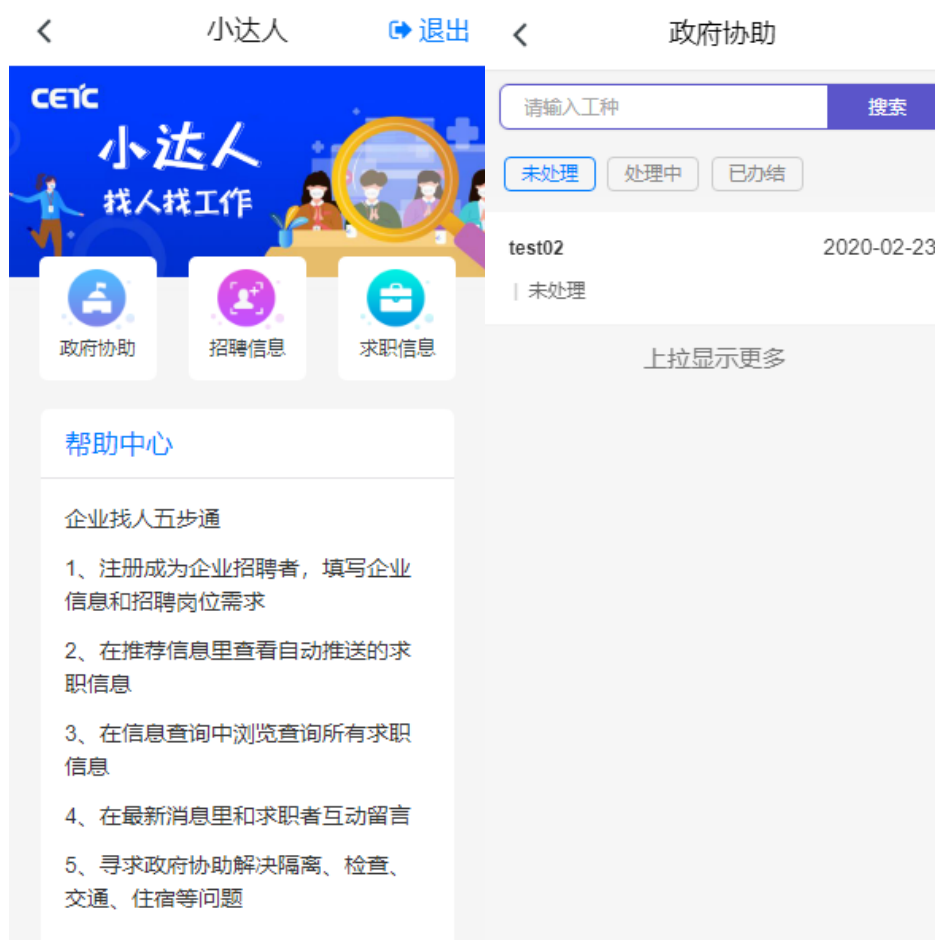 小达人
退出
CETC
小达人
找人找工作
政府协助
招聘信息
求职信息
帮助中心
企业找人五步通
1、注册成为企业招聘者，填写企业
信息和招聘岗位需求
2、在推荐信息里查看自动推送的求
职信息
3、在信息查询中浏览查询所有求职
信息
4、在最新消息里和求职者互动留言
5、寻求政府协助解决隔离、检查、
交通、住宿等问题
政府协助
请输入工种
搜索
未处理
处理中
已办结
test02
2020-02-23
未处理
上拉显示更多